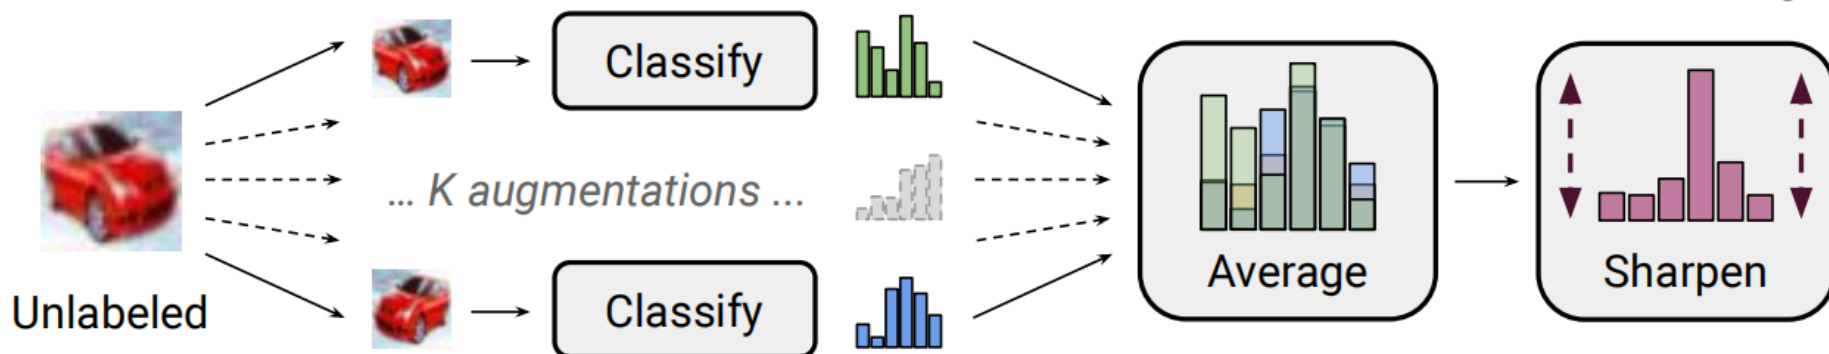 Classify
... K augmentations ...
Unlabeled
Classify
Average
Sharpen